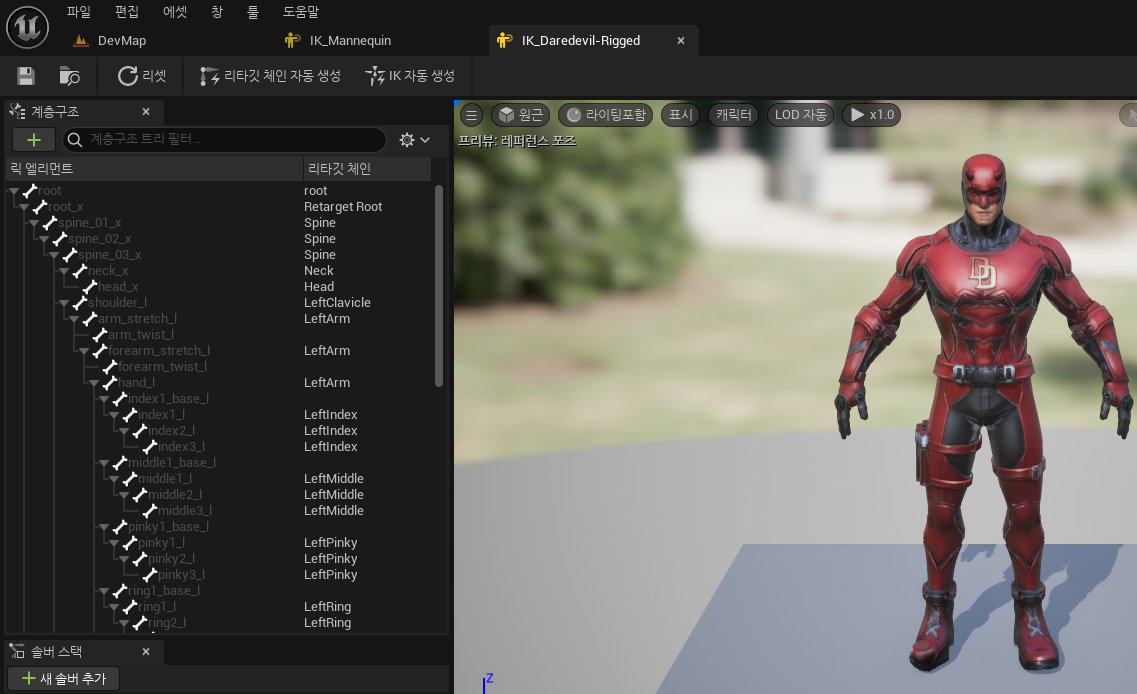 파일 편집 에셋 창 툴 도움말
DevMap IK_Mannequin IK_Daredevil-Rigged
리셋 리타깃 체인 자동 생성 IK 자동 생성
계층구조
계층구조 트리 필터...
릭 엘리먼트 리타깃 체인
root root
root_x Retarget Root
spine_01_x Spine
spine_02_x Spine
spine_03_x Spine
neck_x Neck
head_x Head
shoulder_l LeftClavicle
arm_stretch_l LeftArm
arm_twist_l
forearm_stretch_l LeftArm
forearm_twist_l
hand_l LeftArm
index1_base_l
index1_l LeftIndex
index2_l LeftIndex
index3_l LeftIndex
middle1_base_l
middle1_l LeftMiddle
middle2_l LeftMiddle
middle3_l LeftMiddle
pinky1_base_l
pinky1_l LeftPinky
pinky2_l LeftPinky
pinky3_l LeftPinky
ring1_base_l
ring1_l LeftRing
ring2_l LeftRing
솔버 스택
새 솔버 추가
원근 라이팅포함 표시 캐릭터 LOD 자동 x1.0
프리뷰: 레퍼런스 포즈
DD
Z